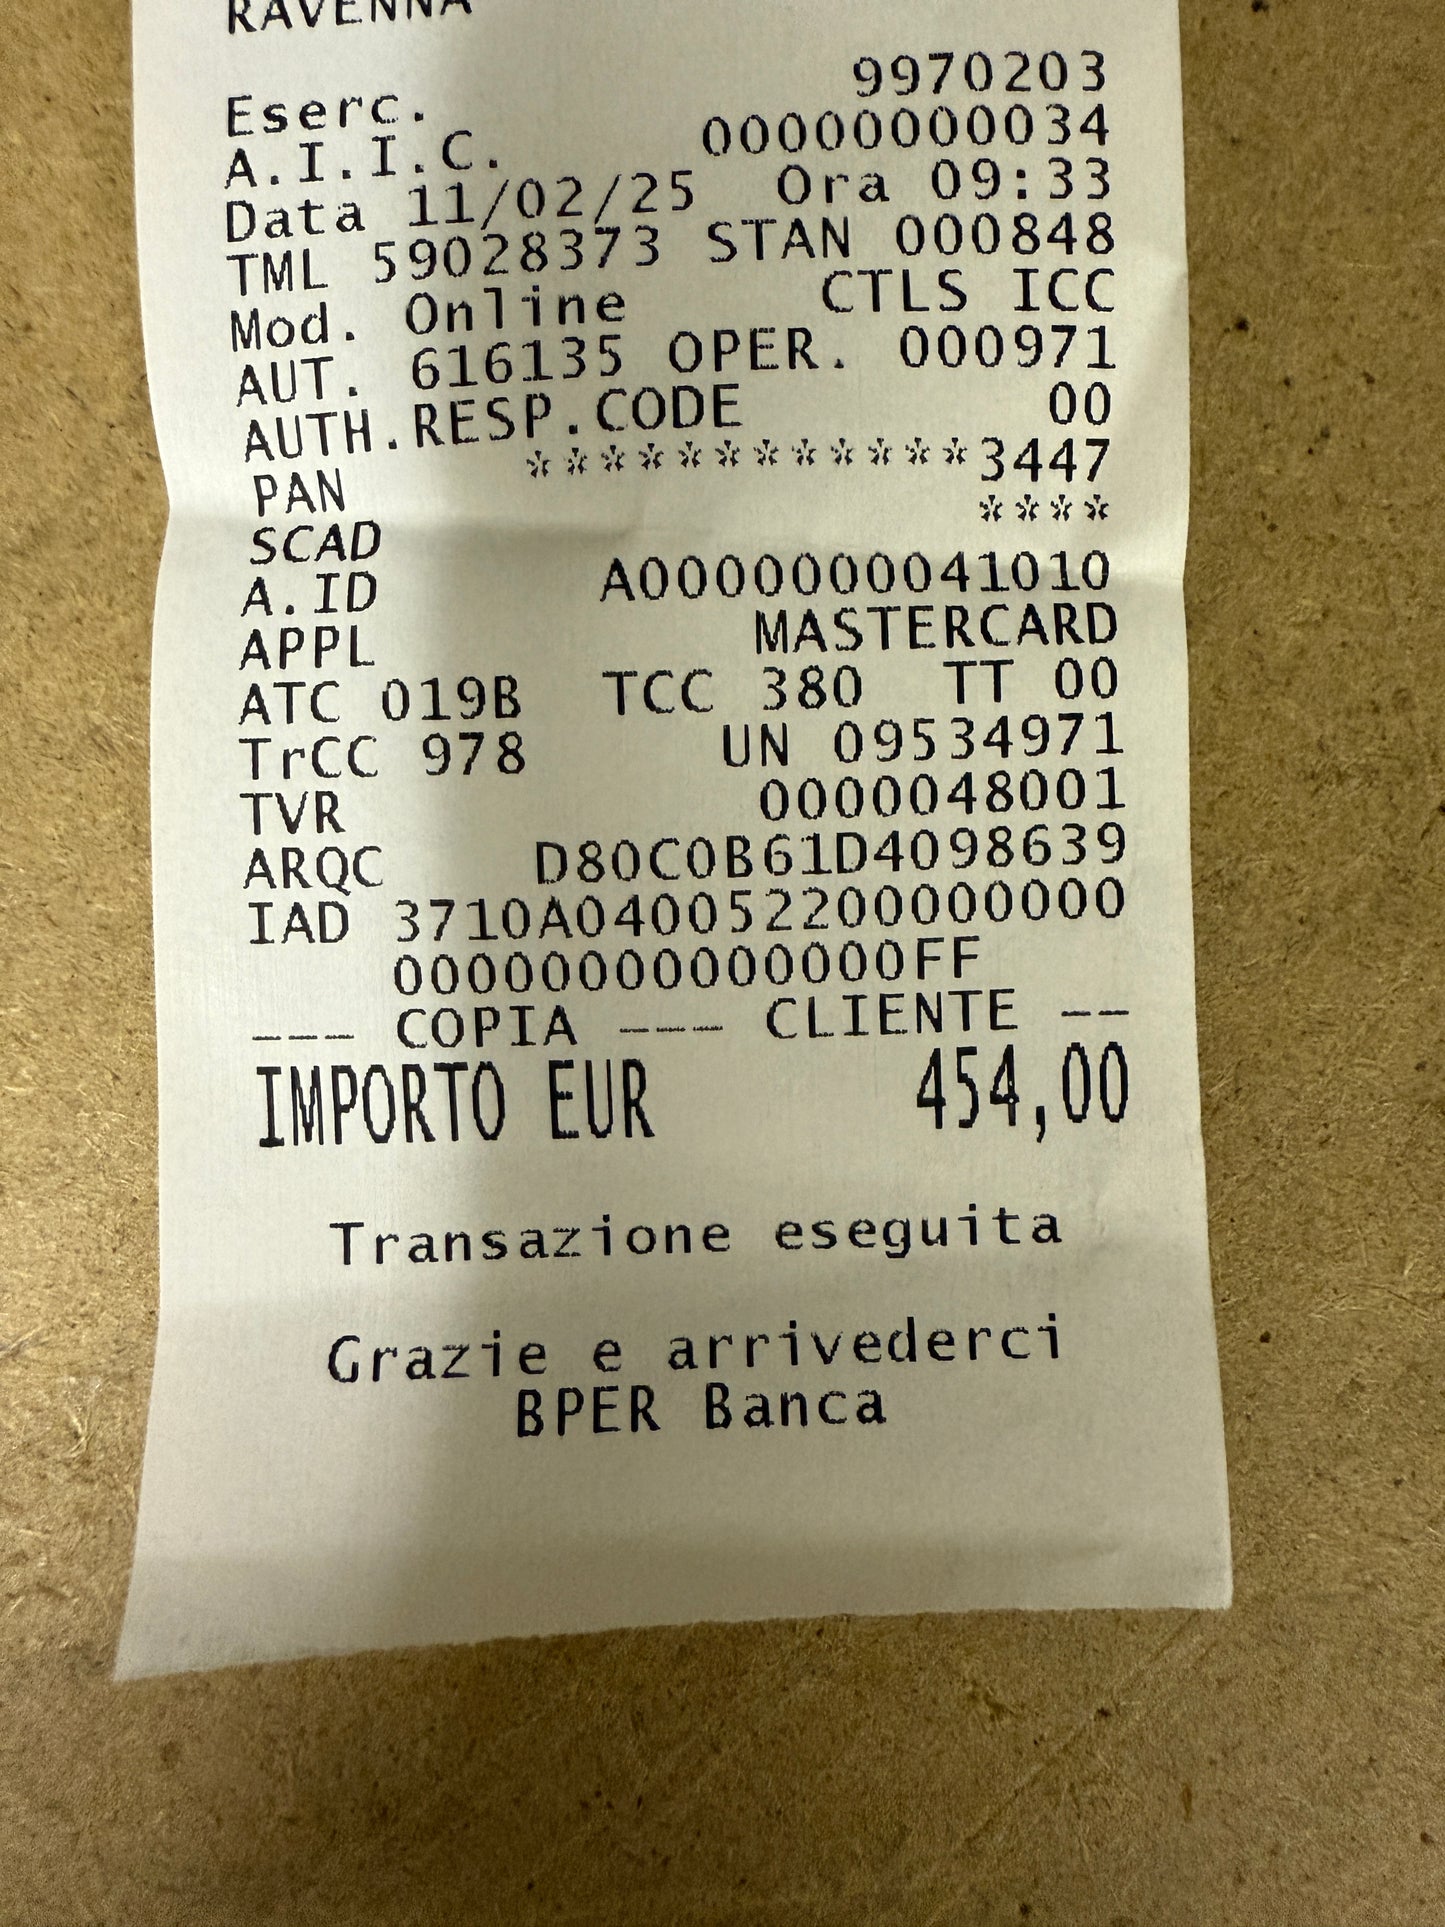 RAVENNA
Eserc. 9970203
A.I.I.C. 00000000034
Data 11/02/25 Ora 09:33
TML 59028373 STAN 000848
Mod. Online CTLS ICC
AUT. 616135 OPER. 000971
AUTH.RESP.CODE 00
PAN ************3447
SCAD ****
A.ID A0000000041010
APPL MASTERCARD
ATC 019B TCC 380 TT 00
TrCC 978 UN 09534971
TVR 0000048001
ARQC D80C0B61D4098639
IAD 3710A040052200000000
00000000000000FF
--- COPIA --- CLIENTE --
IMPORTO EUR 454,00
Transazione eseguita
Grazie e arrivederci
BPER Banca